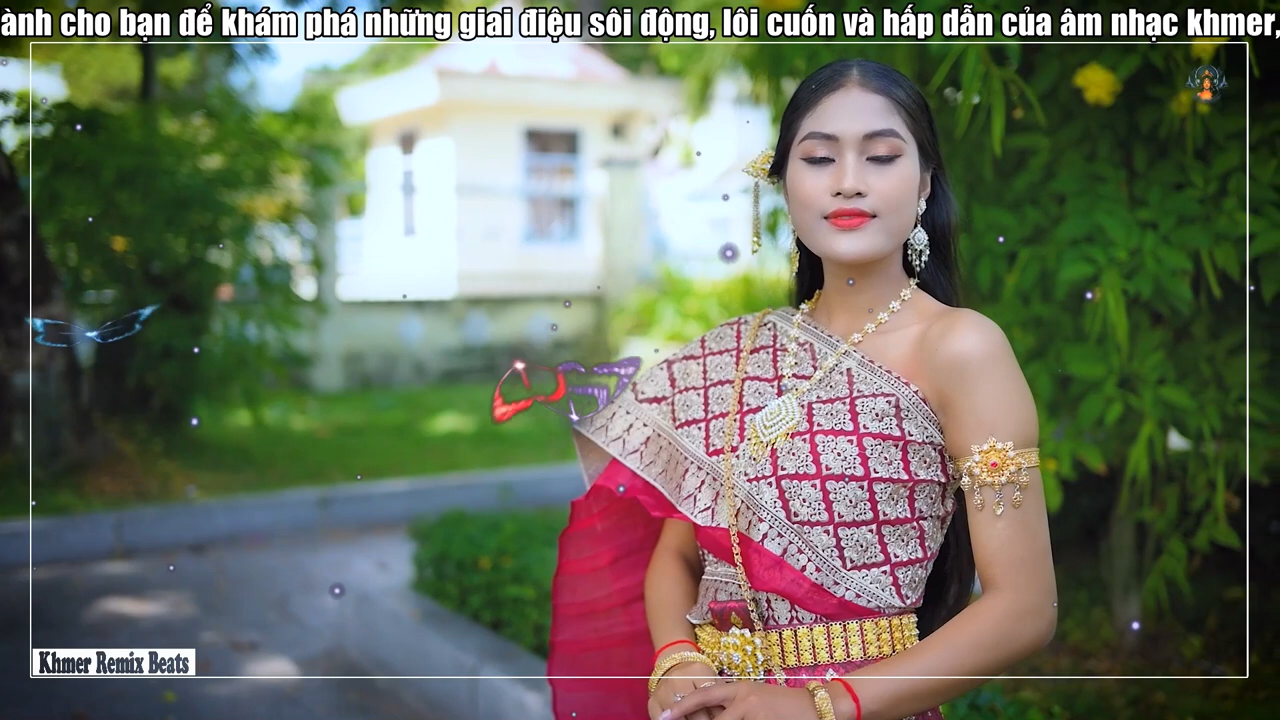 ành cho bạn để khám phá những giai điệu sôi động, lôi cuốn và hấp dẫn của âm nhạc khmer,
Khmer Remix Beats